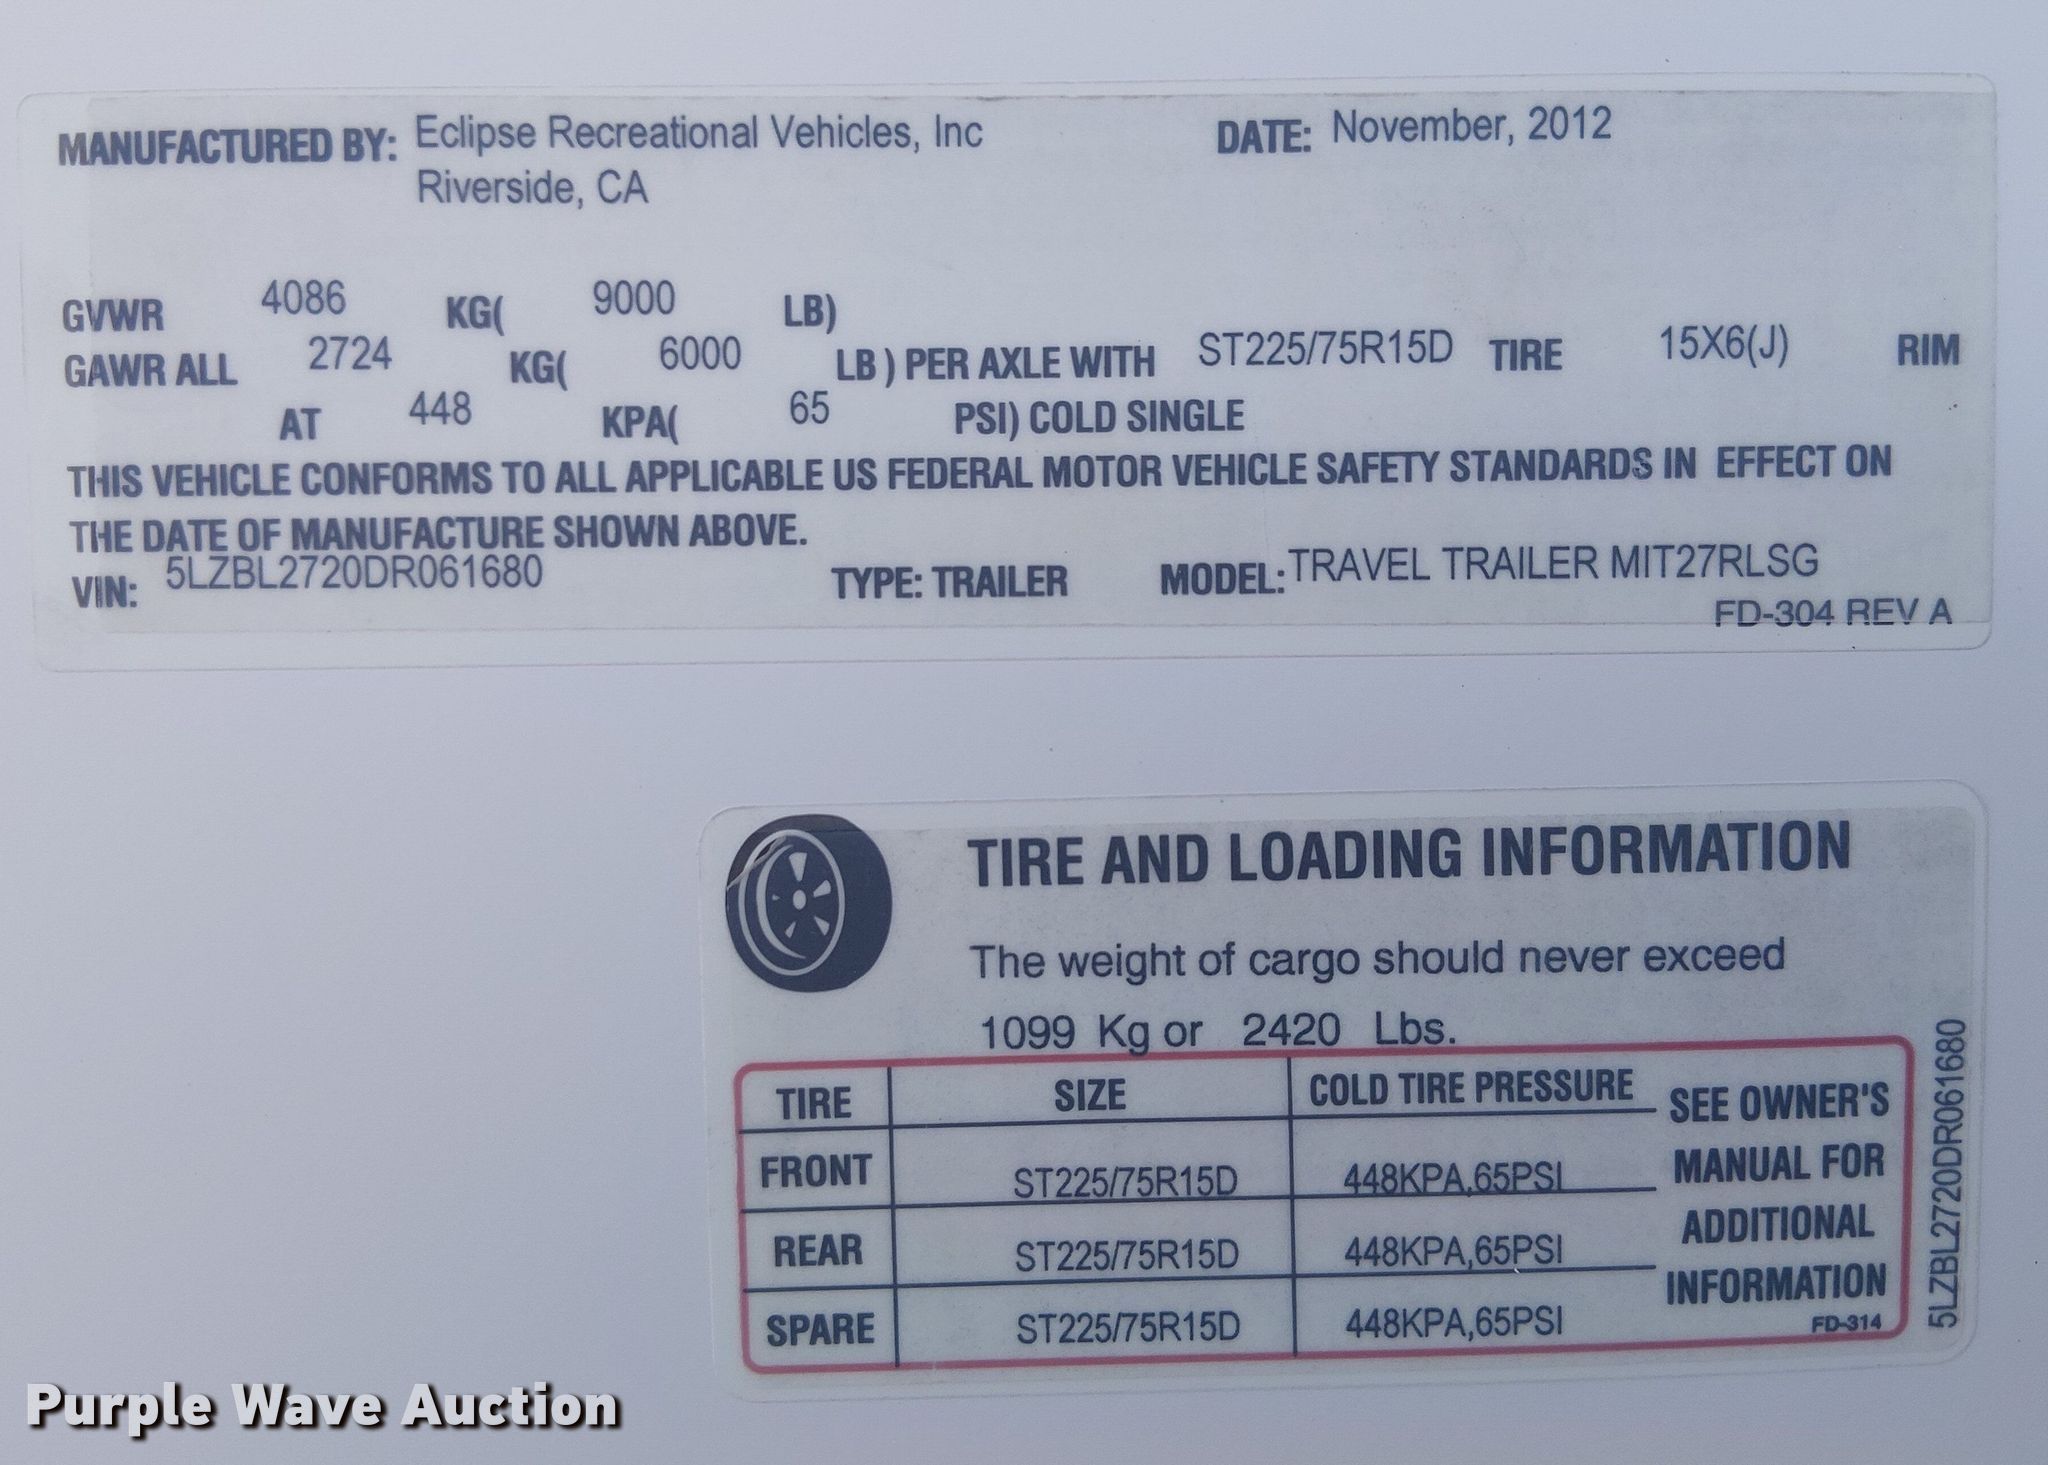 MANUFACTURED BY: Eclipse Recreational Vehicles, Inc DATE: November, 2012
Riverside, CA
GVWR 4086 KG( 9000 LB)
GAWR ALL 2724 KG( 6000 LB ) PER AXLE WITH ST225/75R15D TIRE 15X6(J) RIM
AT 448 KPA( 65 PSI) COLD SINGLE
THIS VEHICLE CONFORMS TO ALL APPLICABLE US FEDERAL MOTOR VEHICLE SAFETY STANDARDS IN EFFECT ON
THE DATE OF MANUFACTURE SHOWN ABOVE.
VIN: 5LZBL2720DR061680 TYPE: TRAILER MODEL: TRAVEL TRAILER MIT27RLSG
FD-304 REV A
TIRE AND LOADING INFORMATION
The weight of cargo should never exceed
1099 Kg or 2420 Lbs.
TIRE SIZE COLD TIRE PRESSURE
FRONT ST225/75R15D 448KPA,65PSI
REAR ST225/75R15D 448KPA,65PSI
SPARE ST225/75R15D 448KPA,65PSI
SEE OWNER'S
MANUAL FOR
ADDITIONAL
INFORMATION
FD-314
5LZBL2720DR061680
Purple Wave Auction